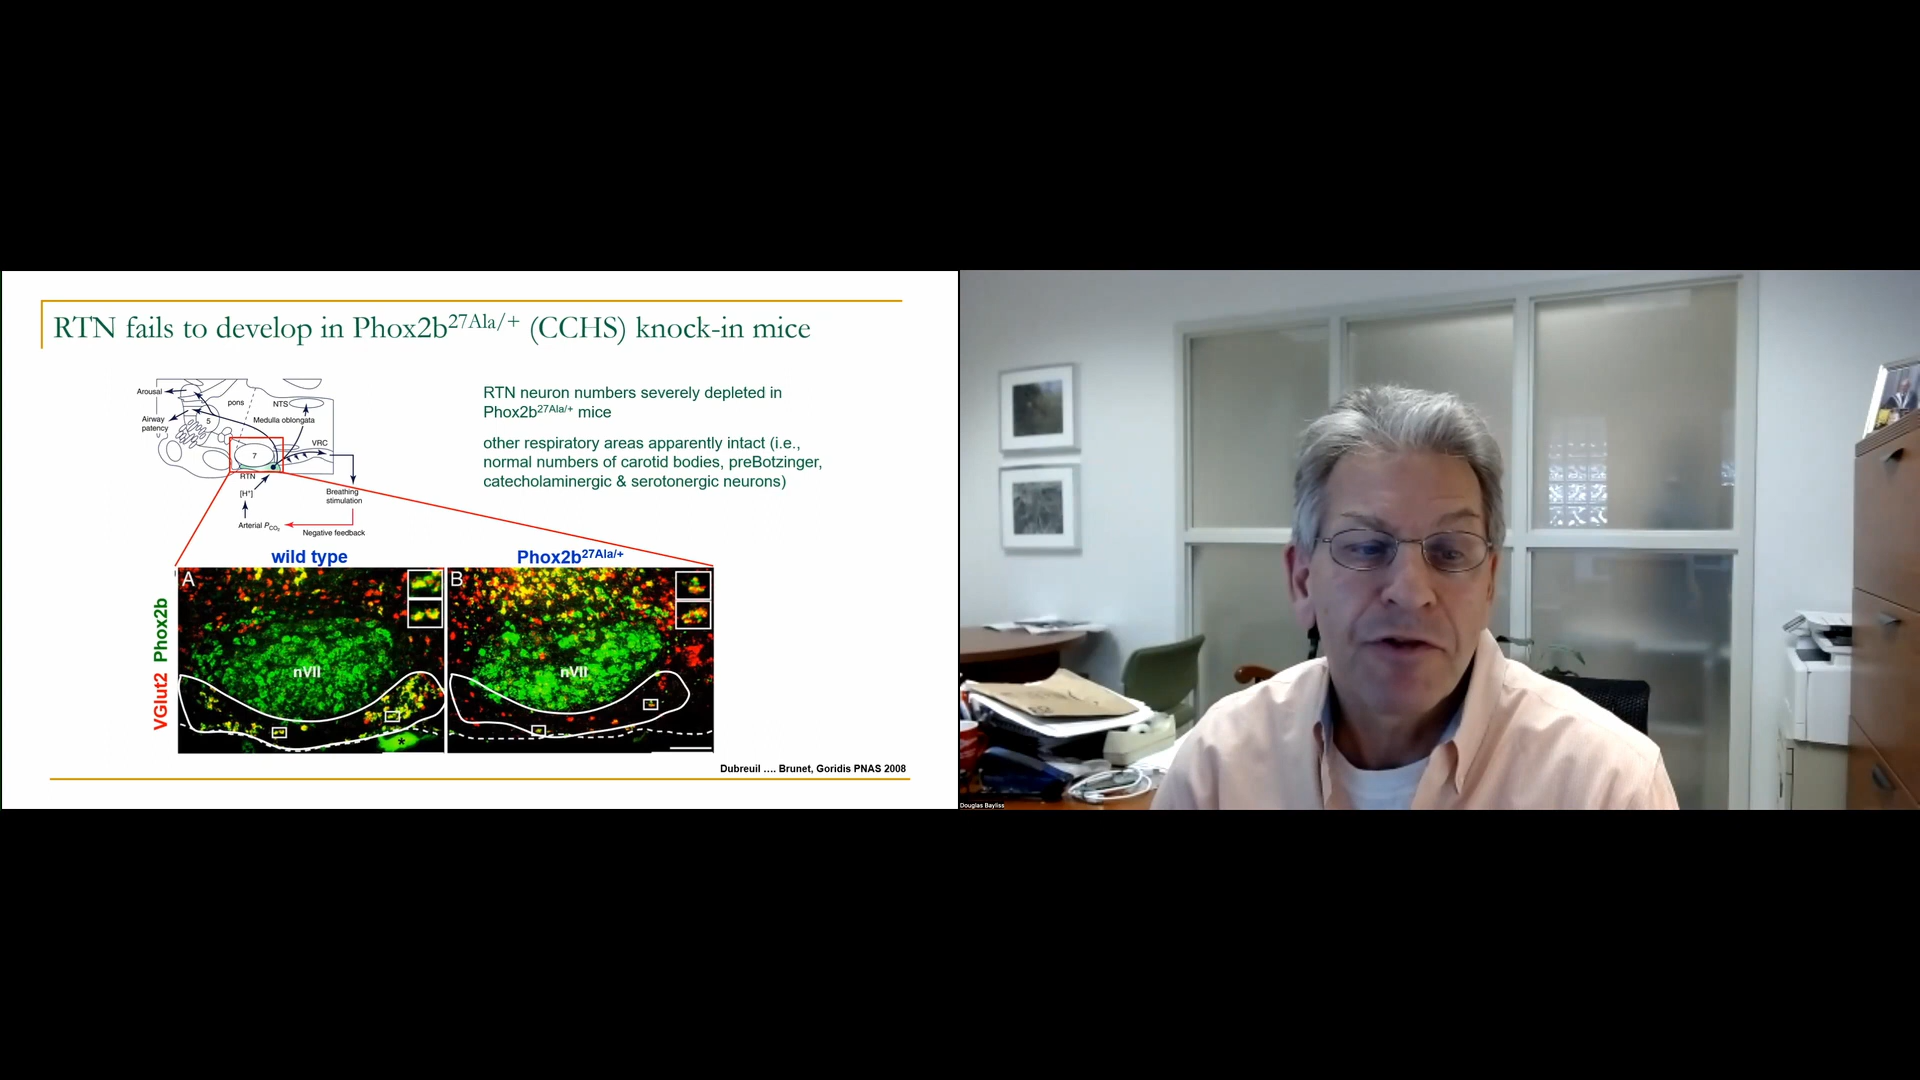 RTN fails to develop in Phox2b27Ala/+ (CCHS) knock-in mice
Arousal
pons
NTS
5
Airway
patency
Medulla oblongata
VRC
7
RTN
[H+]
Breathing
stimulation
Arterial PCO2
Negative feedback
RTN neuron numbers severely depleted in
Phox2b27Ala/+ mice
other respiratory areas apparently intact (i.e.,
normal numbers of carotid bodies, preBotzinger,
catecholaminergic & serotonergic neurons)
wild type
Phox2b27Ala/+
VGlut2 Phox2b
A
nVII
*
B
nVII
Dubreuil .... Brunet, Goridis PNAS 2008
Douglas Bayliss